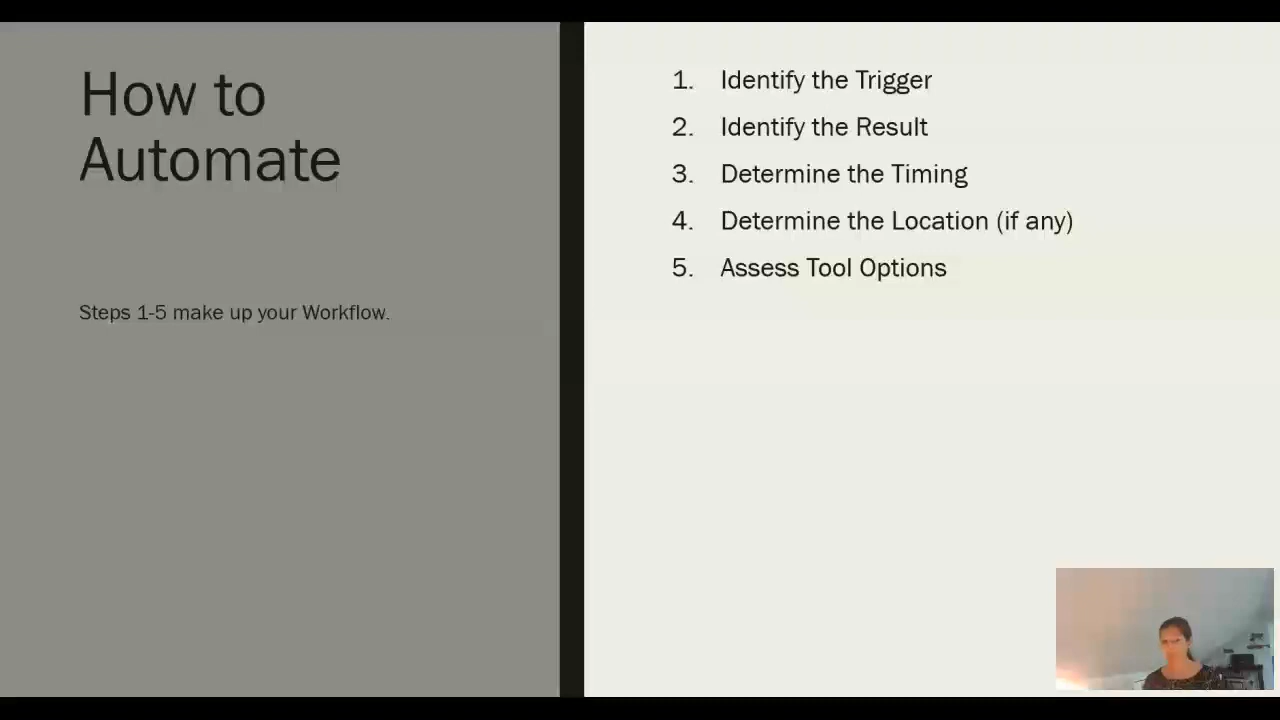 How to
Automate
Steps 1-5 make up your Workflow.
1. Identify the Trigger
2. Identify the Result
3. Determine the Timing
4. Determine the Location (if any)
5. Assess Tool Options